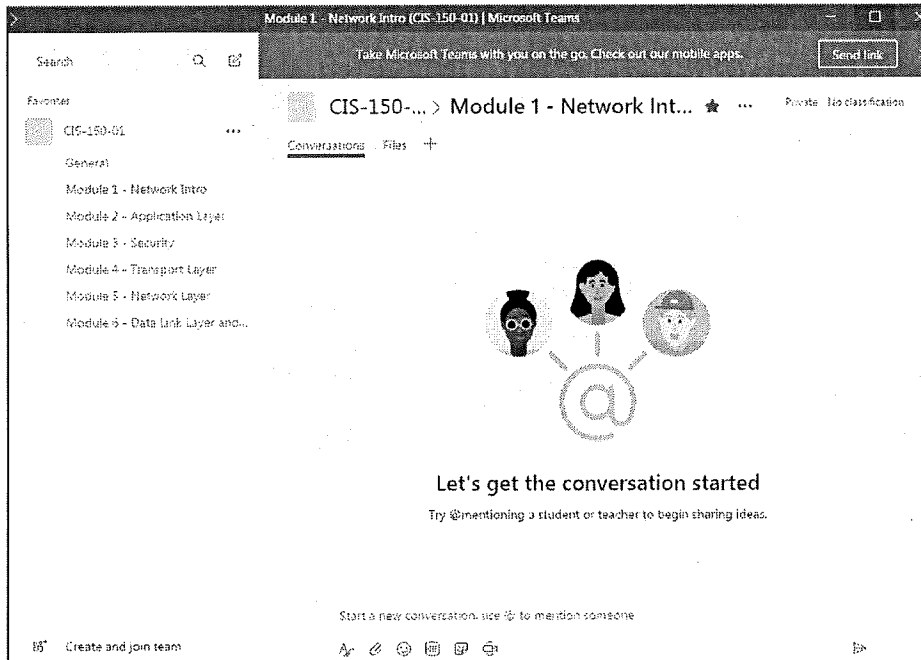 Module 1 - Network Intro (CIS-150-01) | Microsoft Teams
Search
Take Microsoft Teams with you on the go. Check out our mobile apps.
Send link
Favorites
CIS-150-01
General
Module 1 - Network Intro
Module 2 - Application Layer
Module 3 - Security
Module 4 - Transport Layer
Module 5 - Network Layer
Module 6 - Data Link Layer and...
Create and join team
CIS-150-... > Module 1 - Network Int...
Private No classification
Conversations Files +
@
Let's get the conversation started
Try @mentioning a student or teacher to begin sharing ideas.
Start a new conversation, use @ to mention someone